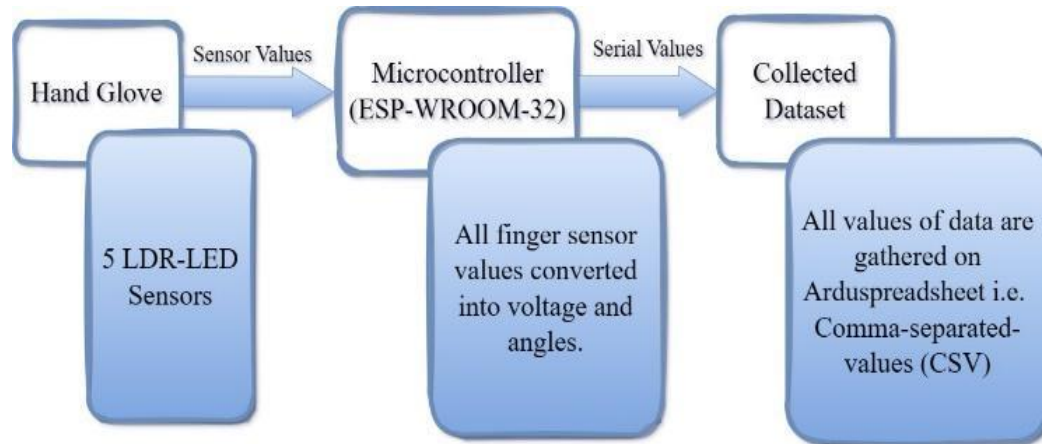 Hand Glove
5 LDR-LED
Sensors
Sensor Values
Microcontroller
(ESP-WROOM-32)
All finger sensor
values converted
into voltage and
angles.
Serial Values
Collected
Dataset
All values of data are
gathered on
Arduspreadsheet i.e.
Comma-separated-
values (CSV)